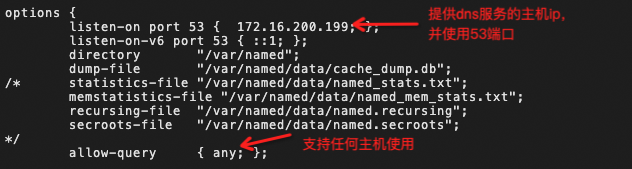 options {
listen-on port 53 {  172.16.200.199; };
提供dns服务的主机ip,
并使用53端口
listen-on-v6 port 53 { ::1; };
directory       "/var/named";
dump-file       "/var/named/data/cache_dump.db";
/*      statistics-file "/var/named/data/named_stats.txt";
memstatistics-file "/var/named/data/named_mem_stats.txt";
recursing-file  "/var/named/data/named.recursing";
secroots-file   "/var/named/data/named.secroots";
*/
支持任何主机使用
allow-query     { any; };